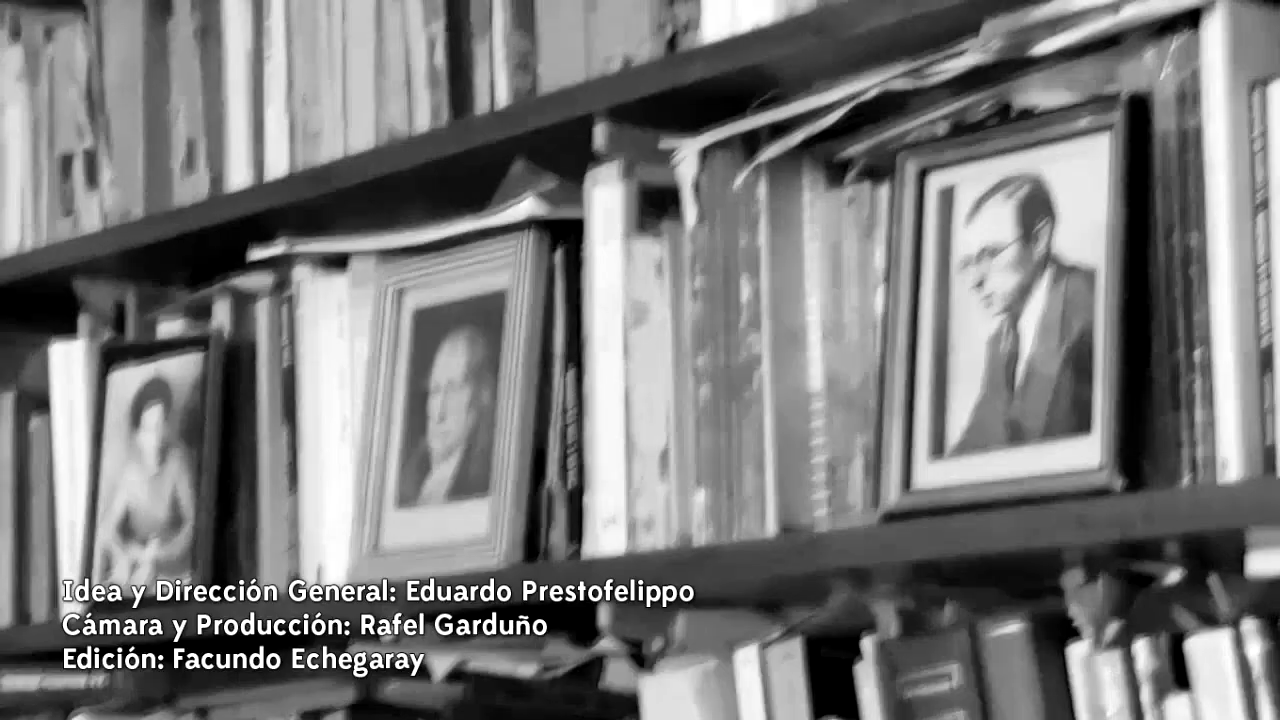 Idea y Dirección General: Eduardo Prestofelippo
Cámara y Producción: Rafel Garduño
Edición: Facundo Echegaray